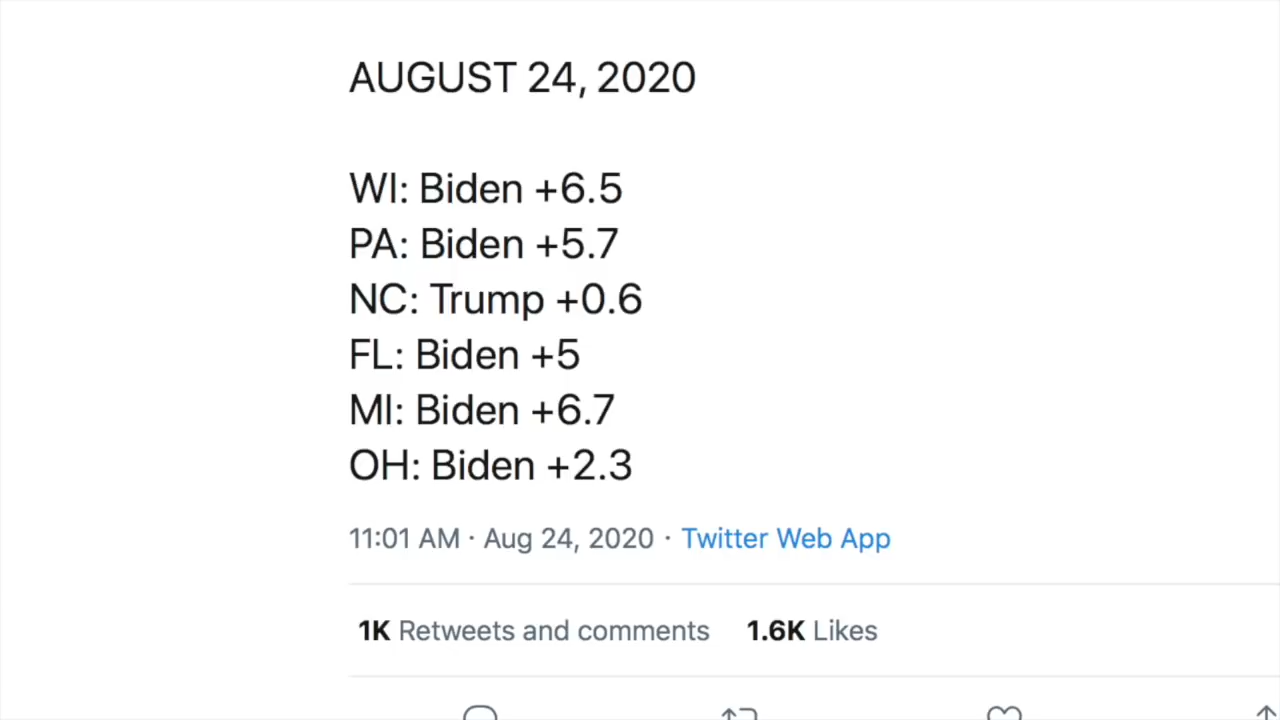 AUGUST 24, 2020
WI: Biden +6.5
PA: Biden +5.7
NC: Trump +0.6
FL: Biden +5
MI: Biden +6.7
OH: Biden +2.3
11:01 AM · Aug 24, 2020 · Twitter Web App
1K Retweets and comments 1.6K Likes